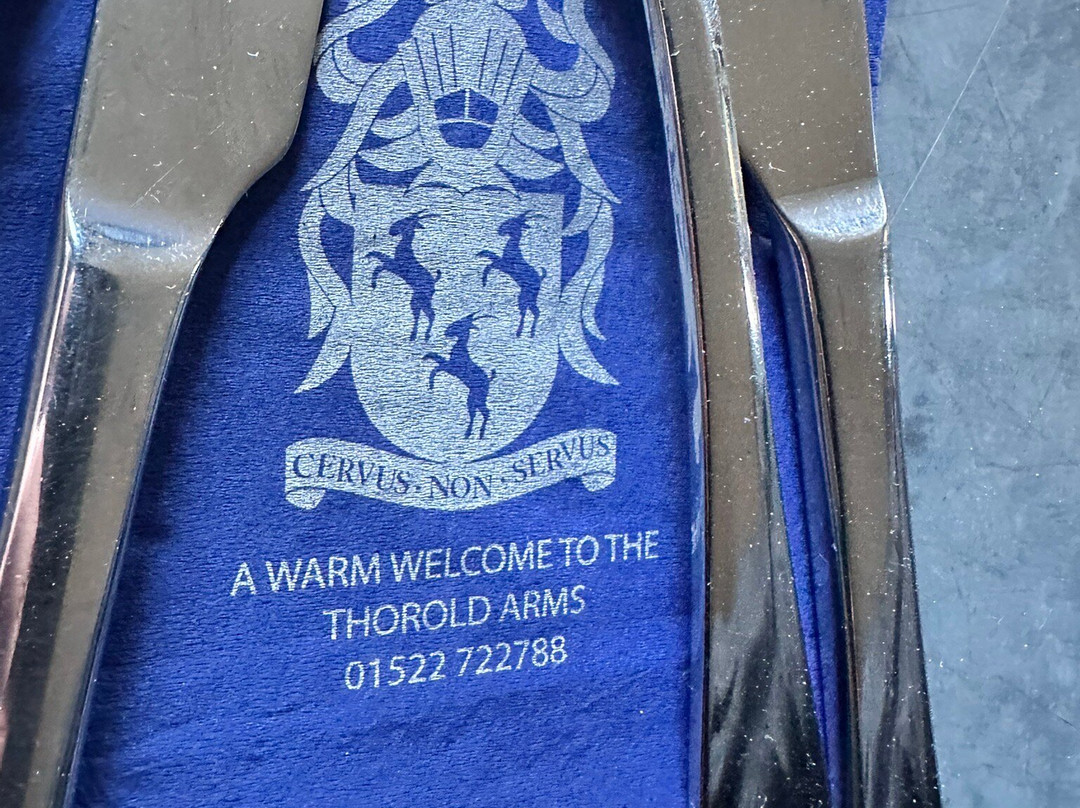 CERVUS · NON · SERVUS
A WARM WELCOME TO THE
THOROLD ARMS
01522 722788